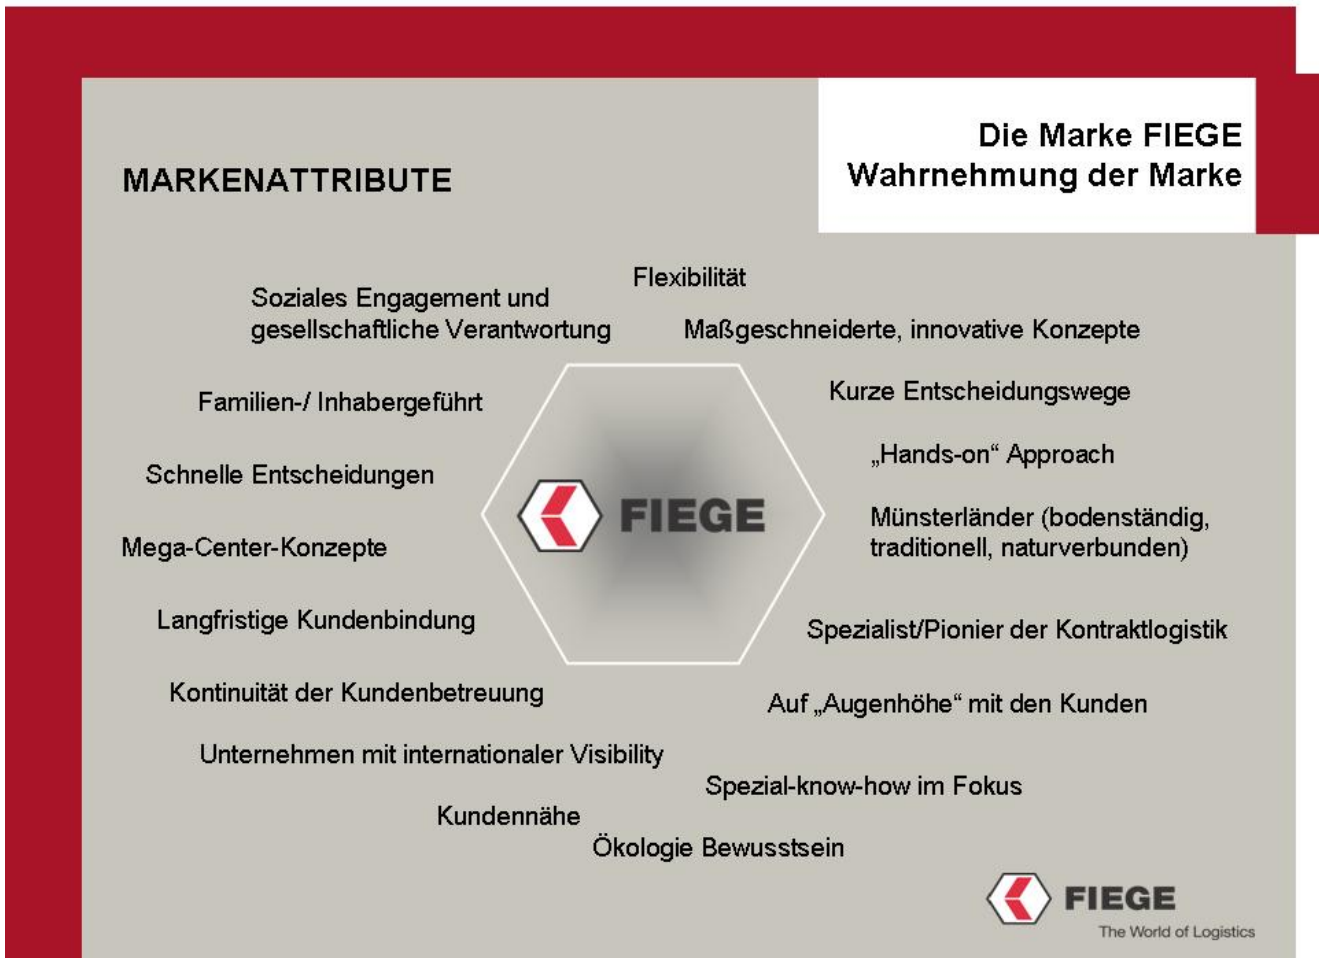 Die Marke FIEGE
Wahrnehmung der Marke
MARKENATTRIBUTE
Flexibilität
Soziales Engagement und
gesellschaftliche Verantwortung
Maßgeschneiderte, innovative Konzepte
Familien-/ Inhabergeführt
Kurze Entscheidungswege
„Hands-on“ Approach
Schnelle Entscheidungen
FIEGE
Münsterländer (bodenständig,
traditionell, naturverbunden)
Mega-Center-Konzepte
Langfristige Kundenbindung
Spezialist/Pionier der Kontraktlogistik
Kontinuität der Kundenbetreuung
Auf „Augenhöhe“ mit den Kunden
Unternehmen mit internationaler Visibility
Spezial-know-how im Fokus
Kundennähe
Ökologie Bewusstsein
FIEGE
The World of Logistics